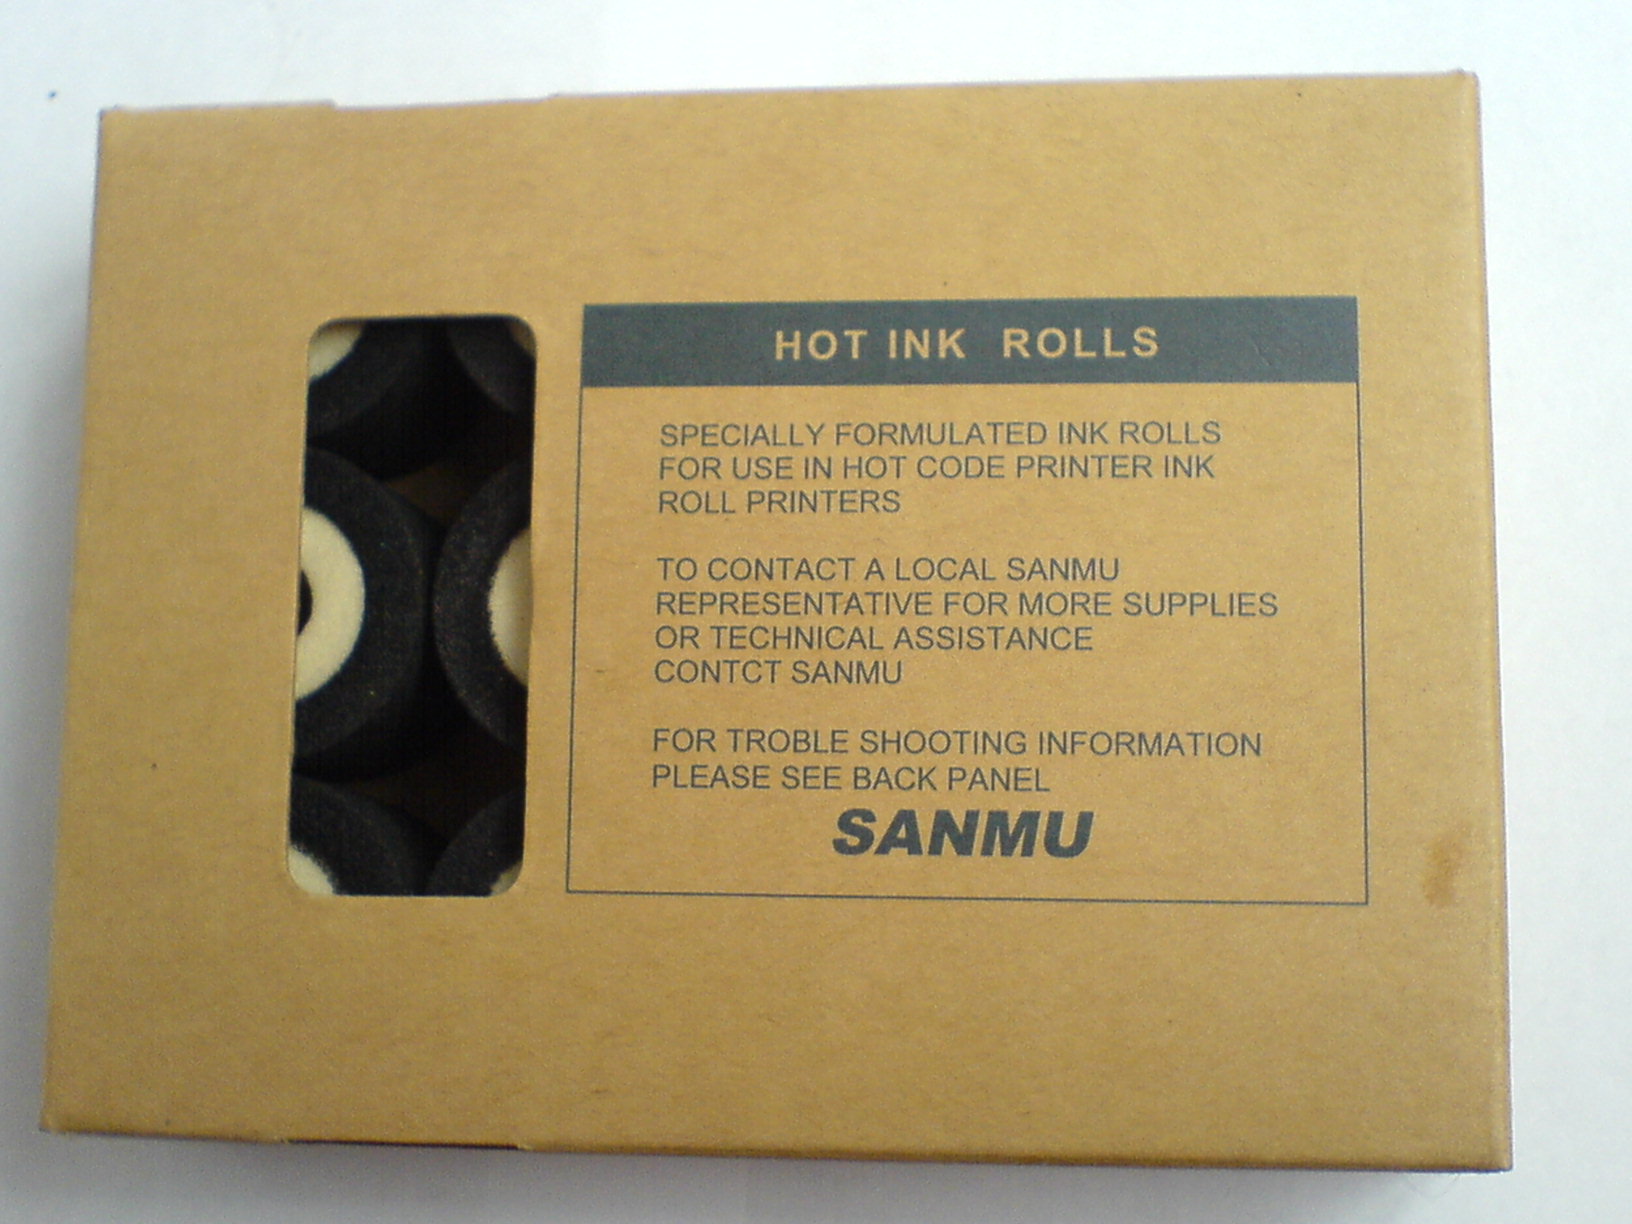 HOT INK ROLLS
SPECIALLY FORMULATED INK ROLLS
FOR USE IN HOT CODE PRINTER INK
ROLL PRINTERS
TO CONTACT A LOCAL SANMU
REPRESENTATIVE FOR MORE SUPPLIES
OR TECHNICAL ASSISTANCE
CONTCT SANMU
FOR TROBLE SHOOTING INFORMATION
PLEASE SEE BACK PANEL
SANMU